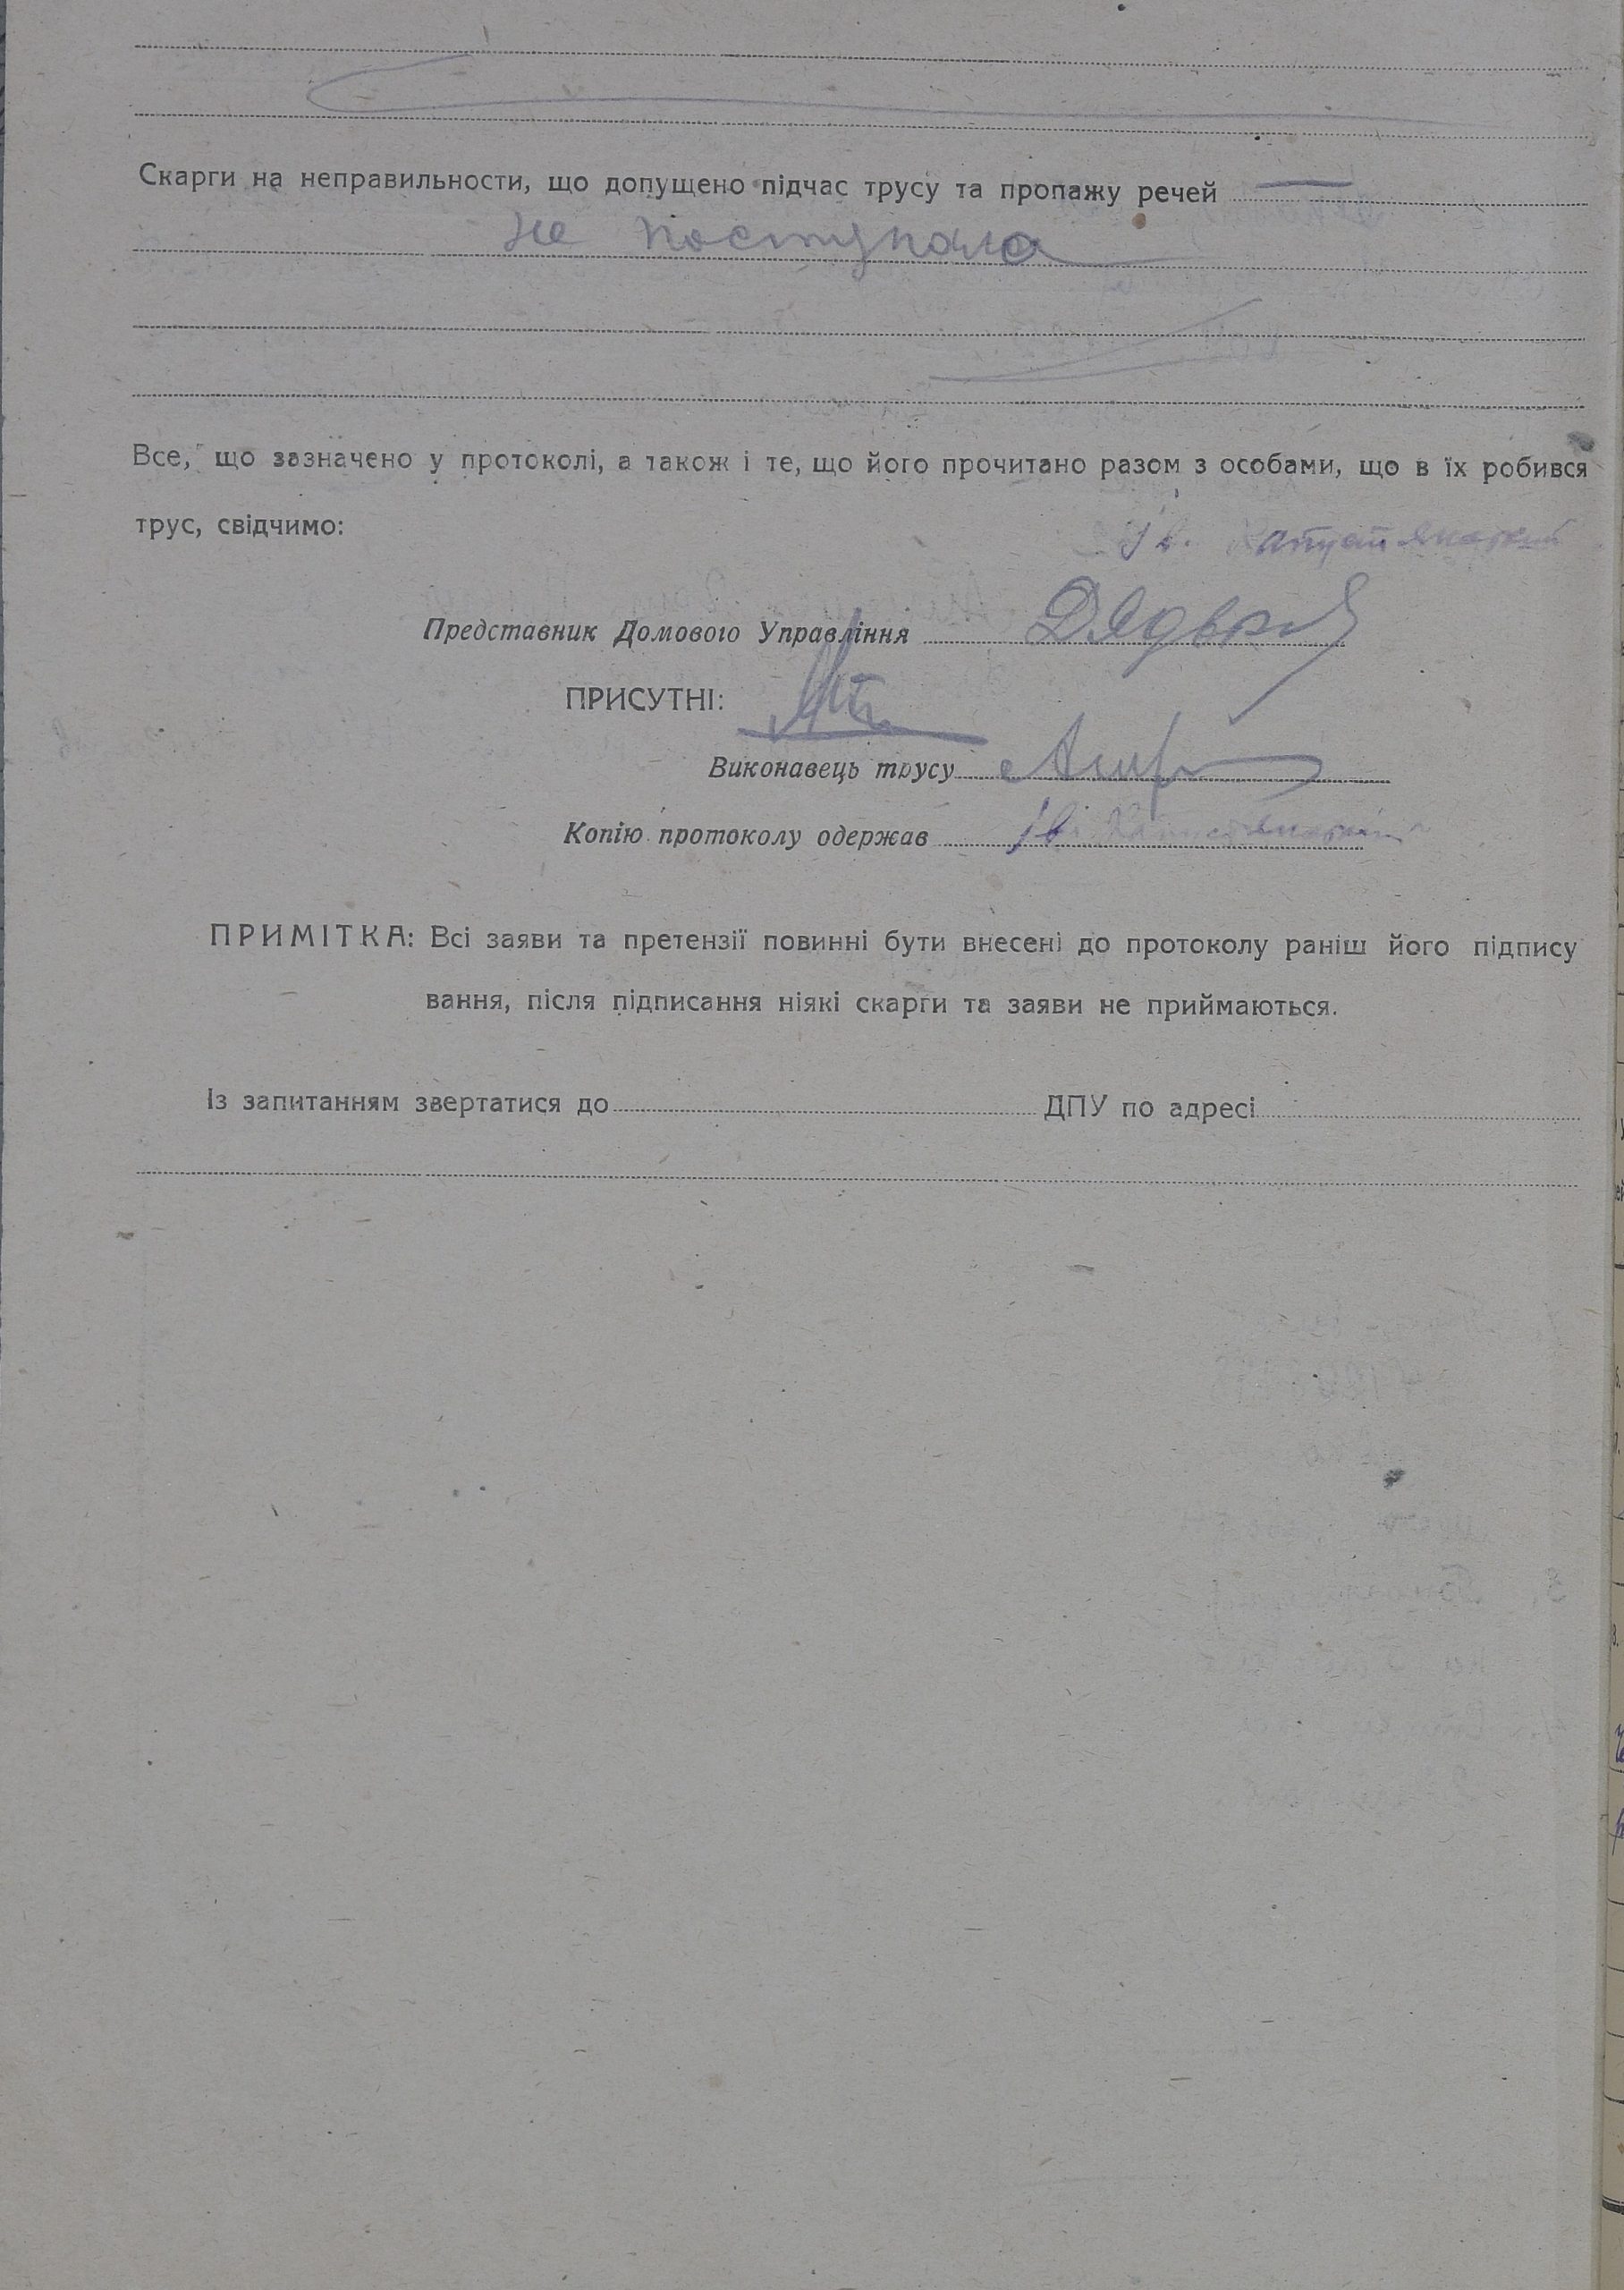 Скарги на неправильности, що допущено підчас трусу та пропажу речей
не поступало
Все, що зазначено у протоколі, а також і те, що його прочитано разом з особами, що в їх робився
трус, свідчимо:
Представник Домового Управління
ПРИСУТНІ:
Виконавець трусу
Копію протоколу одержав
ПРИМІТКА: Всі заяви та претензії повинні бути внесені до протоколу раніш його підпису
вання, після підписання ніякі скарги та заяви не приймаються.
Із запитанням звертатися до ДПУ по адресі